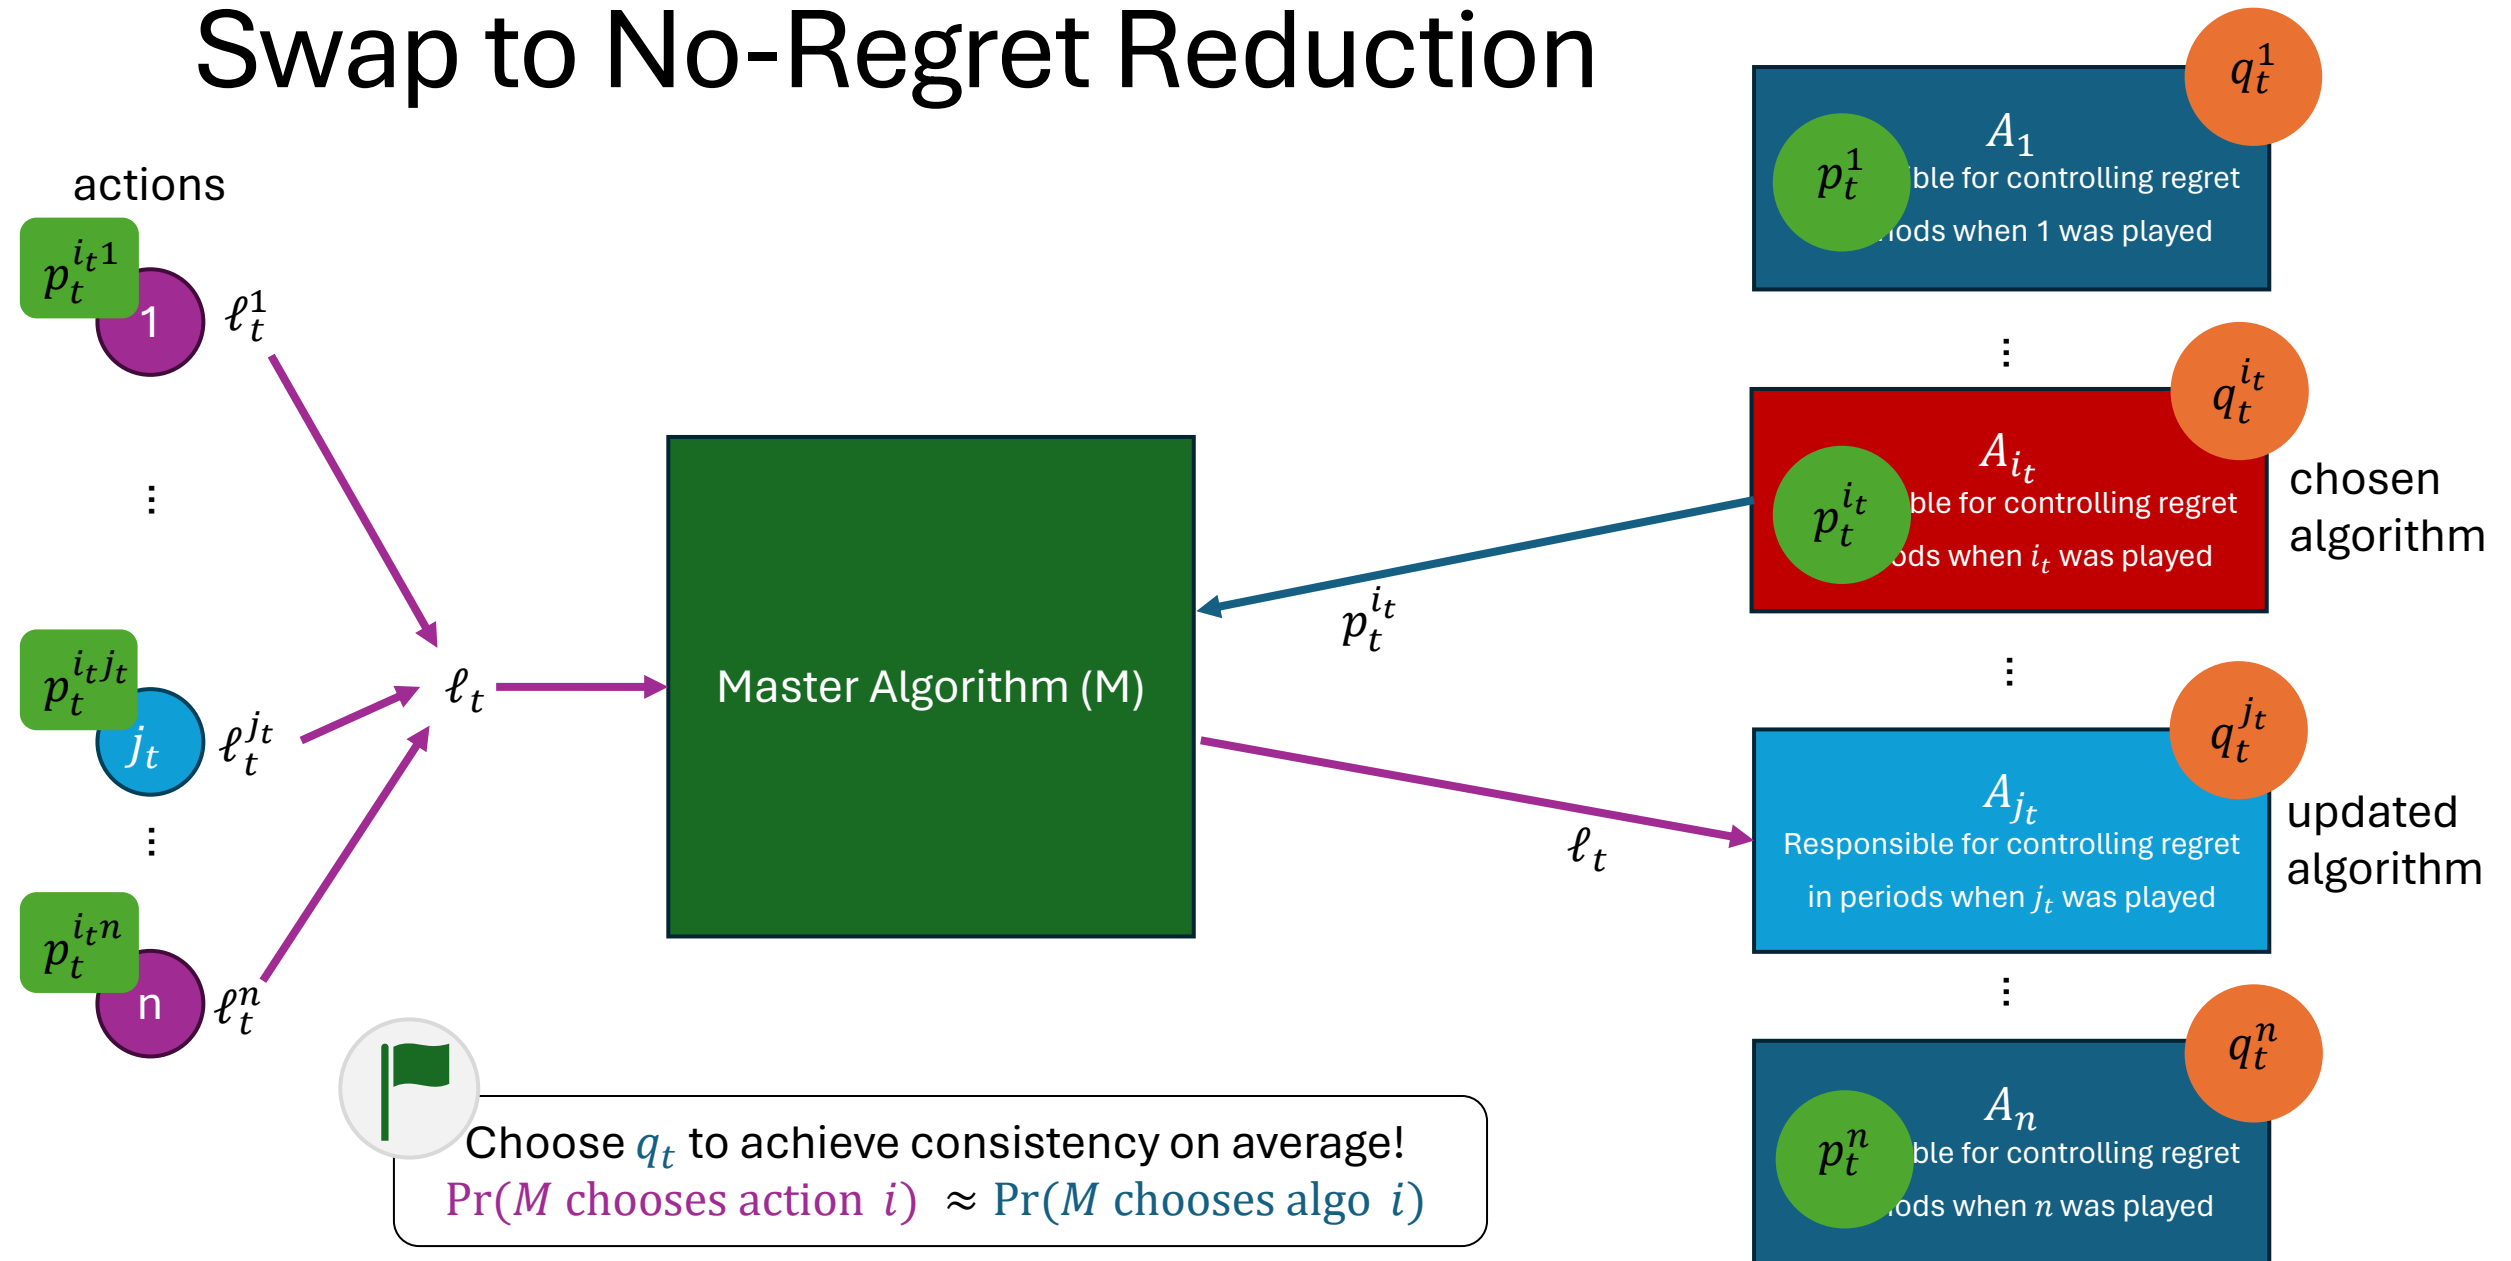 Swap to No-Regret Reduction
actions
p_t^{i_t 1}
1
ℓ_t^1
⋮
p_t^{i_t j_t}
j_t
ℓ_t^{j_t}
⋮
p_t^{i_t n}
n
ℓ_t^n
ℓ_t
Master Algorithm (M)
p_t^{i_t}
ℓ_t
q_t^1
A_1
p_t^1
ble for controlling regret
ods when 1 was played
⋮
q_t^{i_t}
A_{i_t}
p_t^{i_t}
ble for controlling regret
ods when i_t was played
chosen
algorithm
⋮
q_t^{j_t}
A_{j_t}
Responsible for controlling regret
in periods when j_t was played
updated
algorithm
⋮
q_t^n
A_n
p_t^n
ble for controlling regret
ods when n was played
Choose q_t to achieve consistency on average!
Pr(M chooses action i) ≈ Pr(M chooses algo i)